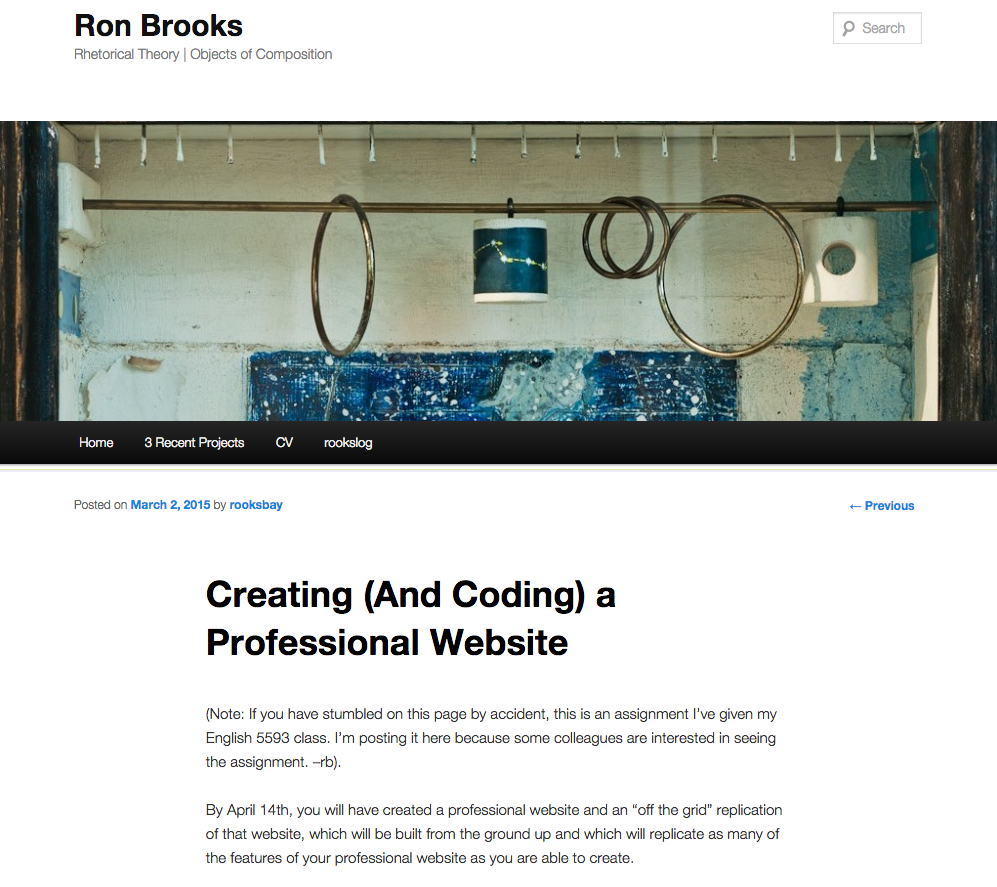 Ron Brooks
Rhetorical Theory | Objects of Composition
Search
Home 3 Recent Projects CV rookslog
Posted on March 2, 2015 by rooksbay
← Previous
Creating (And Coding) a
Professional Website
(Note: If you have stumbled on this page by accident, this is an assignment I’ve given my
English 5593 class. I’m posting it here because some colleagues are interested in seeing
the assignment. –rb).
By April 14th, you will have created a professional website and an “off the grid” replication
of that website, which will be built from the ground up and which will replicate as many of
the features of your professional website as you are able to create.